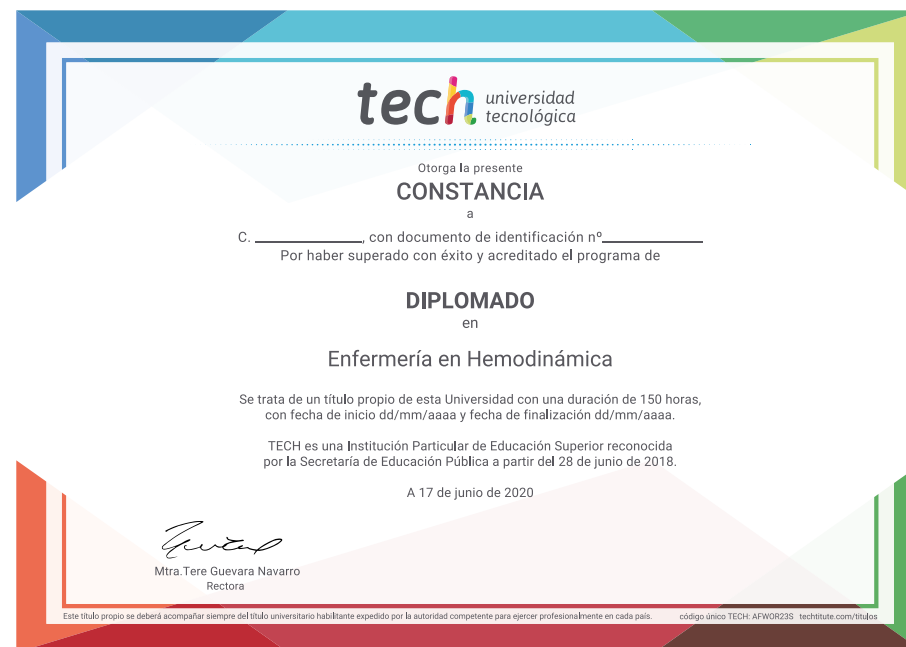 tech universidad
tecnológica
Otorga la presente
CONSTANCIA
a
C. ____________, con documento de identificación nº____________
Por haber superado con éxito y acreditado el programa de
DIPLOMADO
en
Enfermería en Hemodinámica
Se trata de un título propio de esta Universidad con una duración de 150 horas,
con fecha de inicio dd/mm/aaaa y fecha de finalización dd/mm/aaaa.
TECH es una Institución Particular de Educación Superior reconocida
por la Secretaría de Educación Pública a partir del 28 de junio de 2018.
A 17 de junio de 2020
Mtra.Tere Guevara Navarro
Rectora
Este título propio se deberá acompañar siempre del título universitario habilitante expedido por la autoridad competente para ejercer profesionalmente en cada país. código único TECH: AFWOR23S techtitute.com/titulos